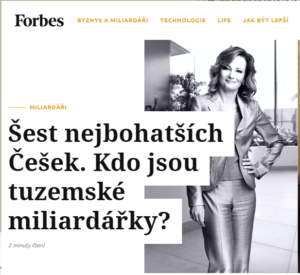 Forbes BYZNYS A MILIARDÁŘI TECHNOLOGIE LIFE JAK BÝT LEPŠÍ
MILIARDÁŘI
Šest nejbohatších
Češek. Kdo jsou
tuzemské
miliardářky?
2 minuty čtení